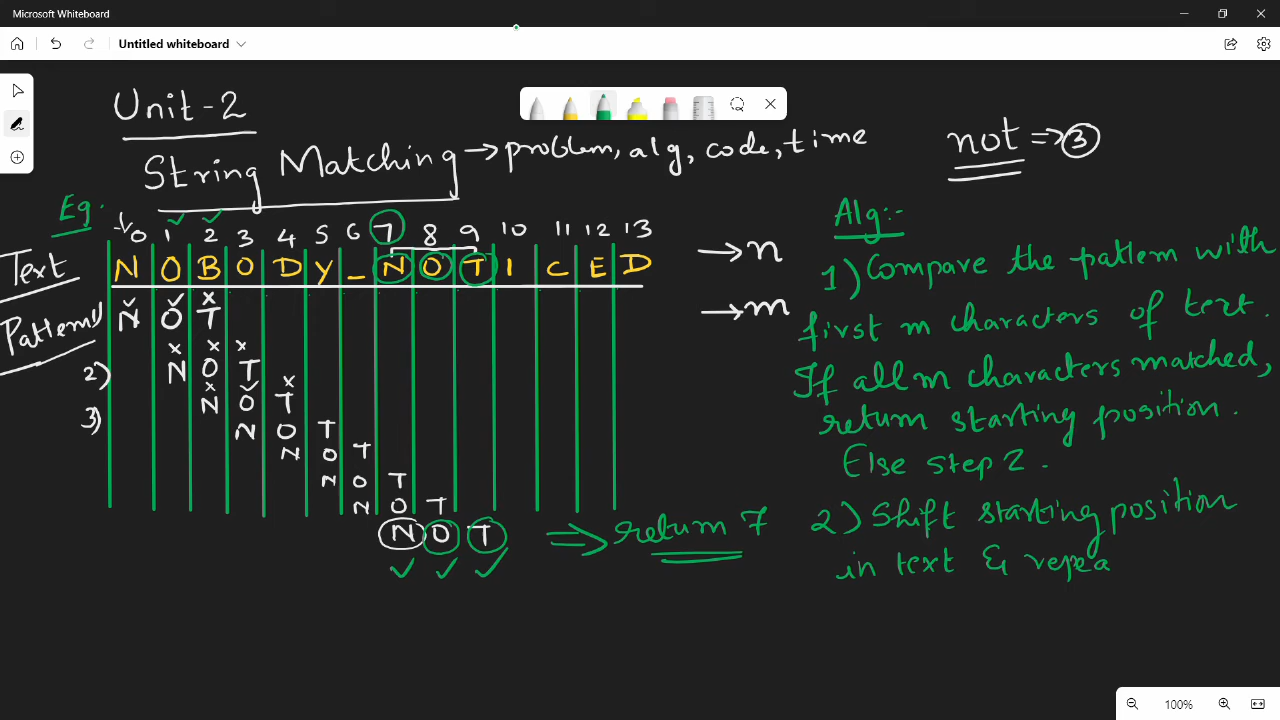 Microsoft Whiteboard
Untitled whiteboard
Unit-2
String Matching → problem, alg, code, time
not ⇒ 3
Eg.
0 1 2 3 4 5 6 7 8 9 10 11 12 13
Text N O B O D Y _ N O T I C E D → n
Pattern 1) N O T → m
2) N O T
3) N O T
N O T
N O T
N O T
N O T
N O T ⇒ return 7
Alg:-
1) Compare the pattern with
first m characters of text.
If all m characters matched,
return starting position.
Else step 2.
2) Shift starting position
in text & repea
100%